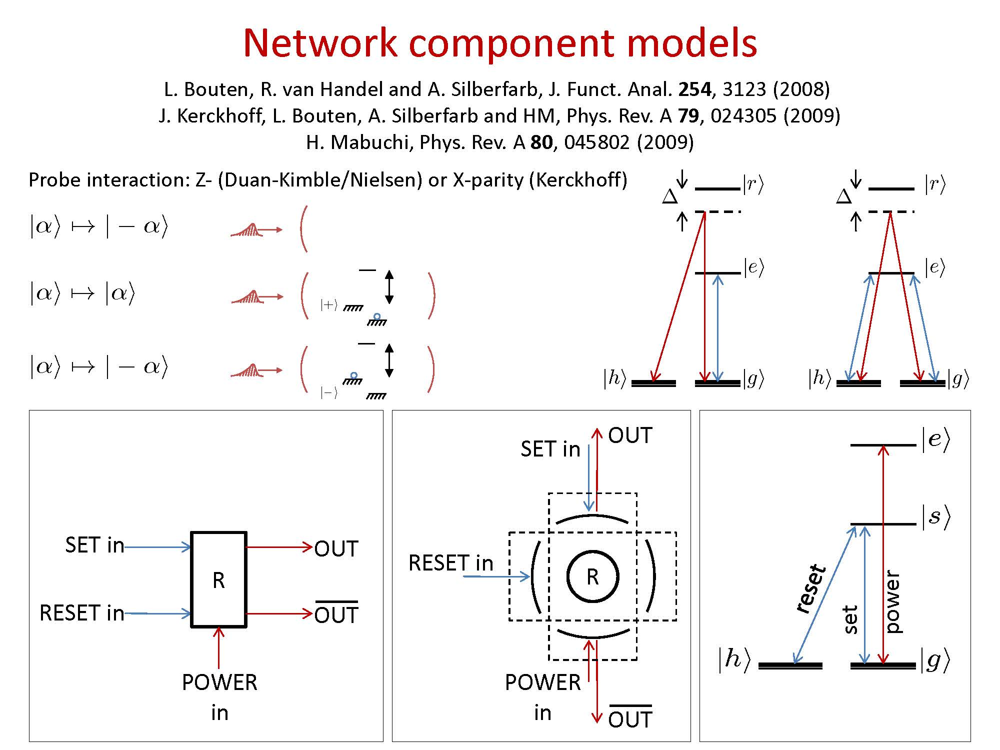 Network component models
L. Bouten, R. van Handel and A. Silberfarb, J. Funct. Anal. 254, 3123 (2008)
J. Kerckhoff, L. Bouten, A. Silberfarb and HM, Phys. Rev. A 79, 024305 (2009)
H. Mabuchi, Phys. Rev. A 80, 045802 (2009)
Probe interaction: Z- (Duan-Kimble/Nielsen) or X-parity (Kerckhoff)
|α⟩ ↦ | − α⟩
|α⟩ ↦ |α⟩
|+⟩
|α⟩ ↦ | − α⟩
|−⟩
Δ
|r⟩
|e⟩
|h⟩
|g⟩
Δ
|r⟩
|e⟩
|h⟩
|g⟩
SET in
OUT
R
RESET in
O̅U̅T̅
POWER
in
OUT
SET in
RESET in
R
POWER
in
O̅U̅T̅
|e⟩
|s⟩
reset
set
power
|h⟩
|g⟩